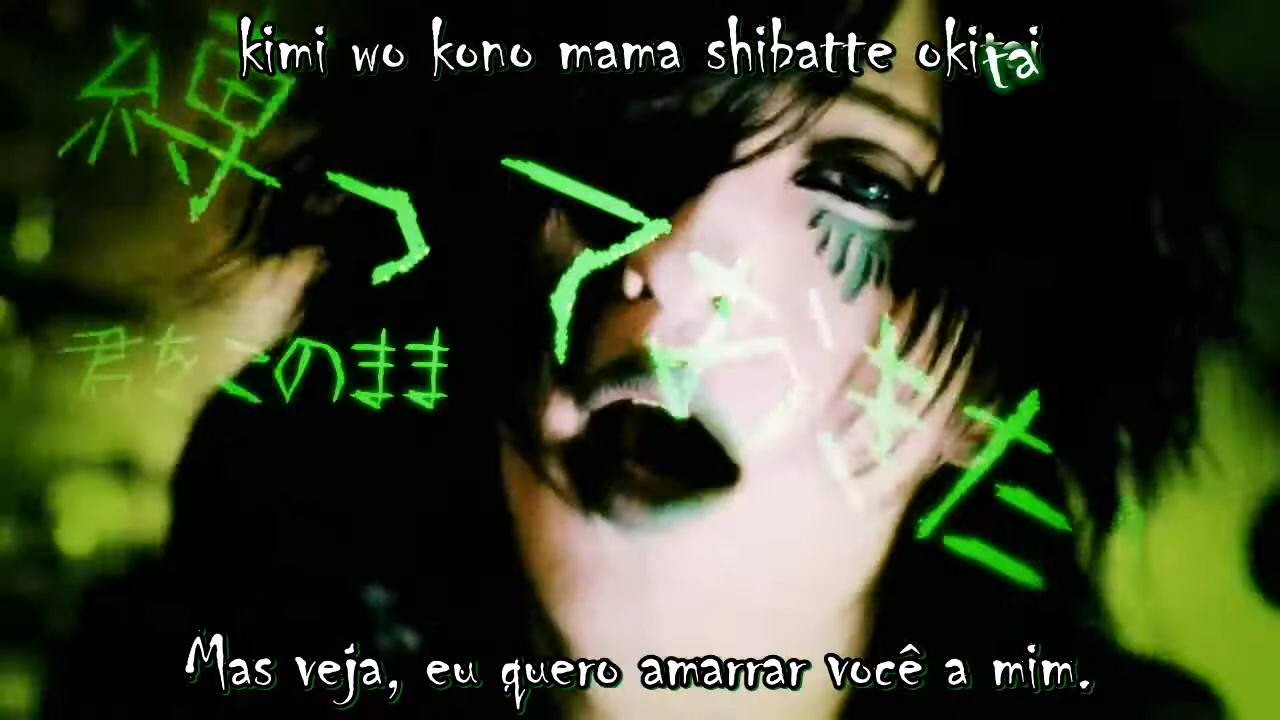 kimi wo kono mama shibatte okitai
縛っておきた
君をこのまま
Mas veja, eu quero amarrar você a mim.